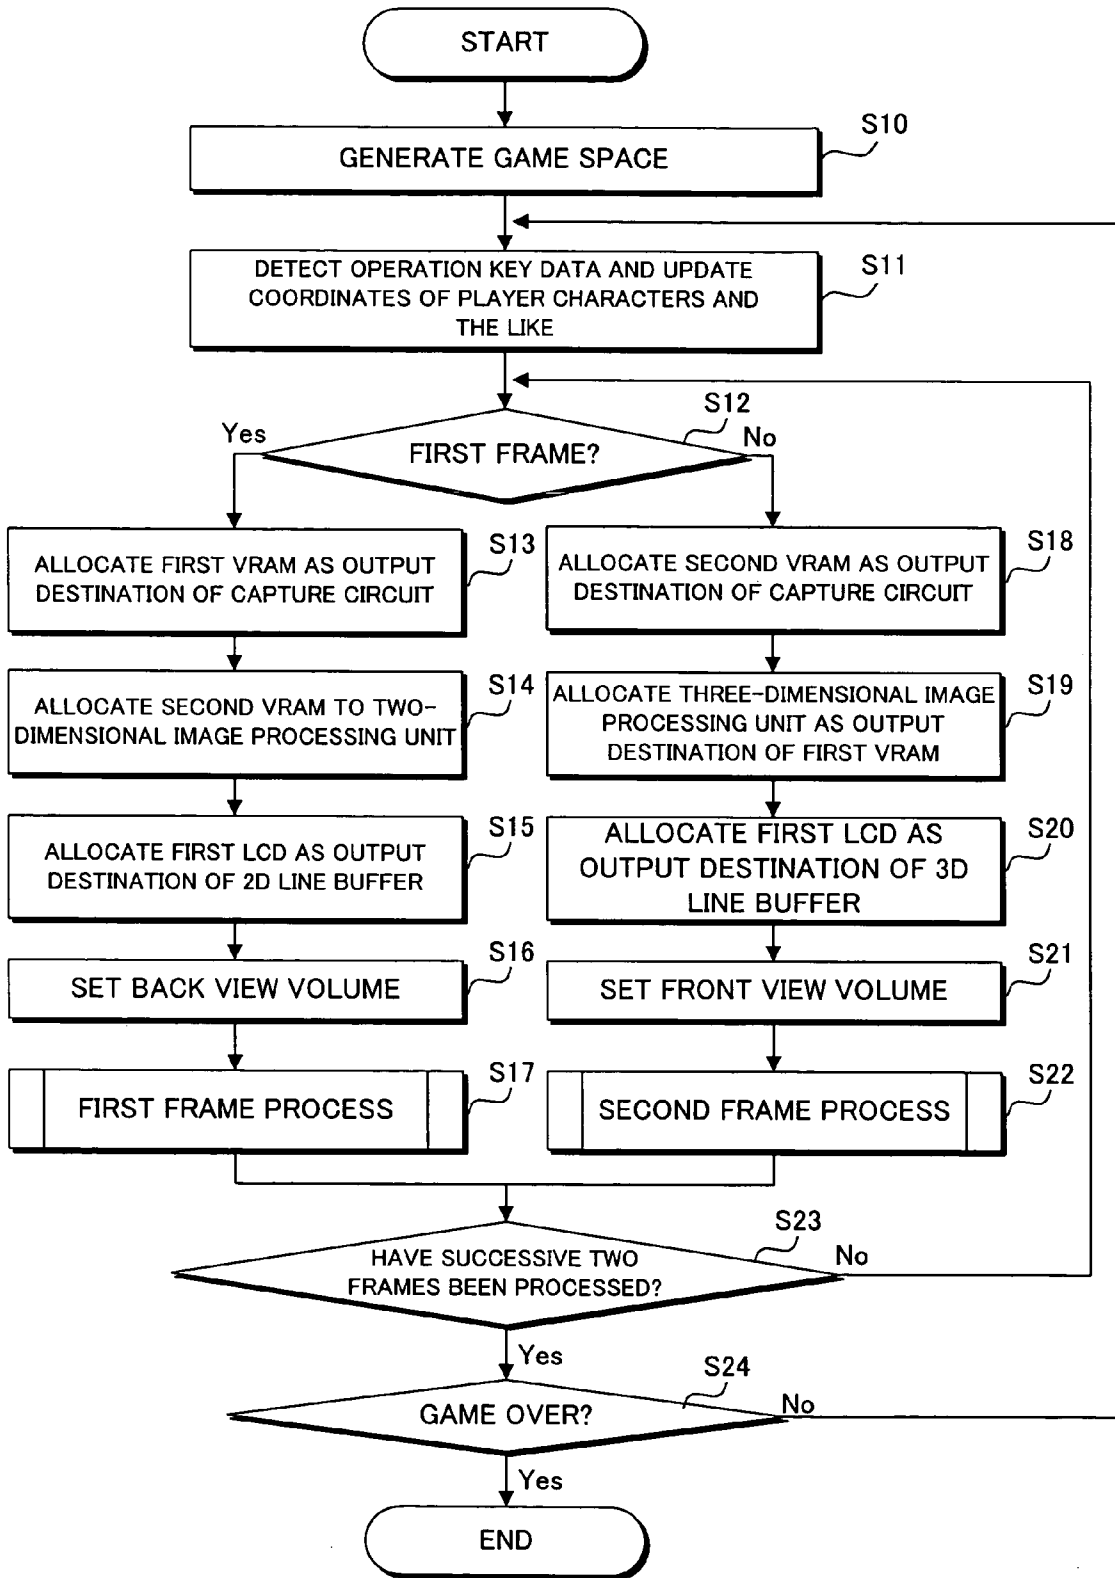 START
S10
GENERATE GAME SPACE
S11
DETECT OPERATION KEY DATA AND UPDATE
COORDINATES OF PLAYER CHARACTERS AND
THE LIKE
S12
Yes
No
FIRST FRAME?
S13
ALLOCATE FIRST VRAM AS OUTPUT
DESTINATION OF CAPTURE CIRCUIT
S18
ALLOCATE SECOND VRAM AS OUTPUT
DESTINATION OF CAPTURE CIRCUIT
S14
ALLOCATE SECOND VRAM TO TWO-
DIMENSIONAL IMAGE PROCESSING UNIT
S19
ALLOCATE THREE-DIMENSIONAL IMAGE
PROCESSING UNIT AS OUTPUT
DESTINATION OF FIRST VRAM
S15
ALLOCATE FIRST LCD AS OUTPUT
DESTINATION OF 2D LINE BUFFER
S20
ALLOCATE FIRST LCD AS
OUTPUT DESTINATION OF 3D
LINE BUFFER
S16
SET BACK VIEW VOLUME
S21
SET FRONT VIEW VOLUME
S17
FIRST FRAME PROCESS
S22
SECOND FRAME PROCESS
S23
HAVE SUCCESSIVE TWO
FRAMES BEEN PROCESSED?
No
Yes
S24
GAME OVER?
No
Yes
END